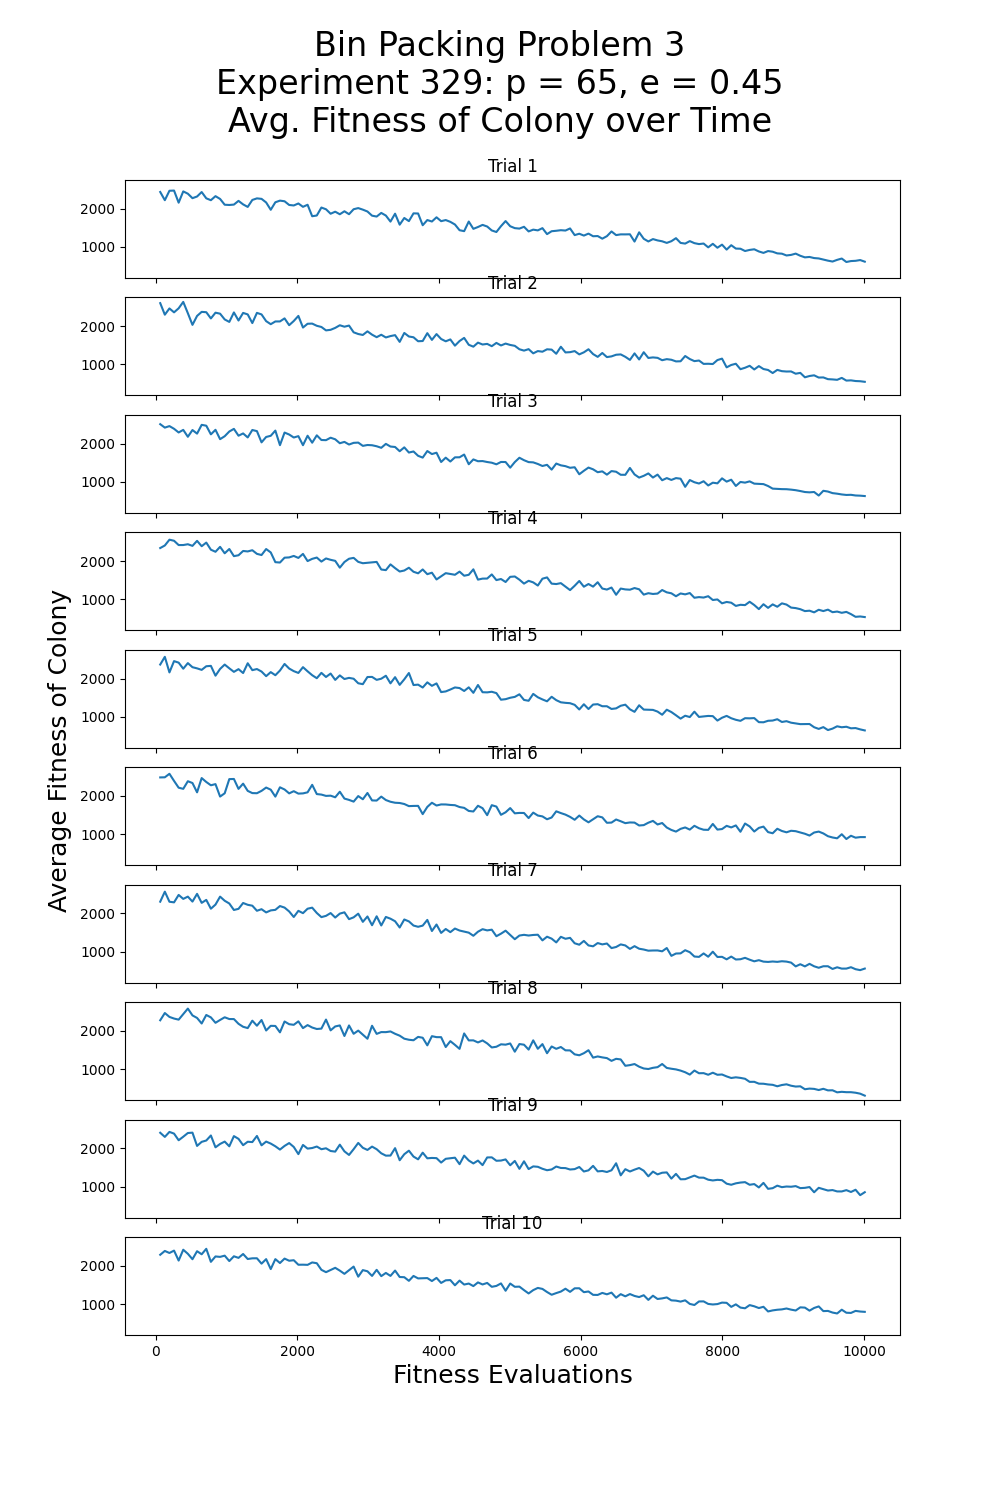 Bin Packing Problem 3
Experiment 329: p = 65, e = 0.45
Avg. Fitness of Colony over Time
Trial 1
2000
1000
Trial 2
2000
1000
Trial 3
2000
1000
Trial 4
2000
1000
Trial 5
2000
1000
Trial 6
2000
1000
Trial 7
2000
1000
Trial 8
2000
1000
Trial 9
2000
1000
Trial 10
2000
1000
0 2000 4000 6000 8000 10000
Fitness Evaluations
Average Fitness of Colony